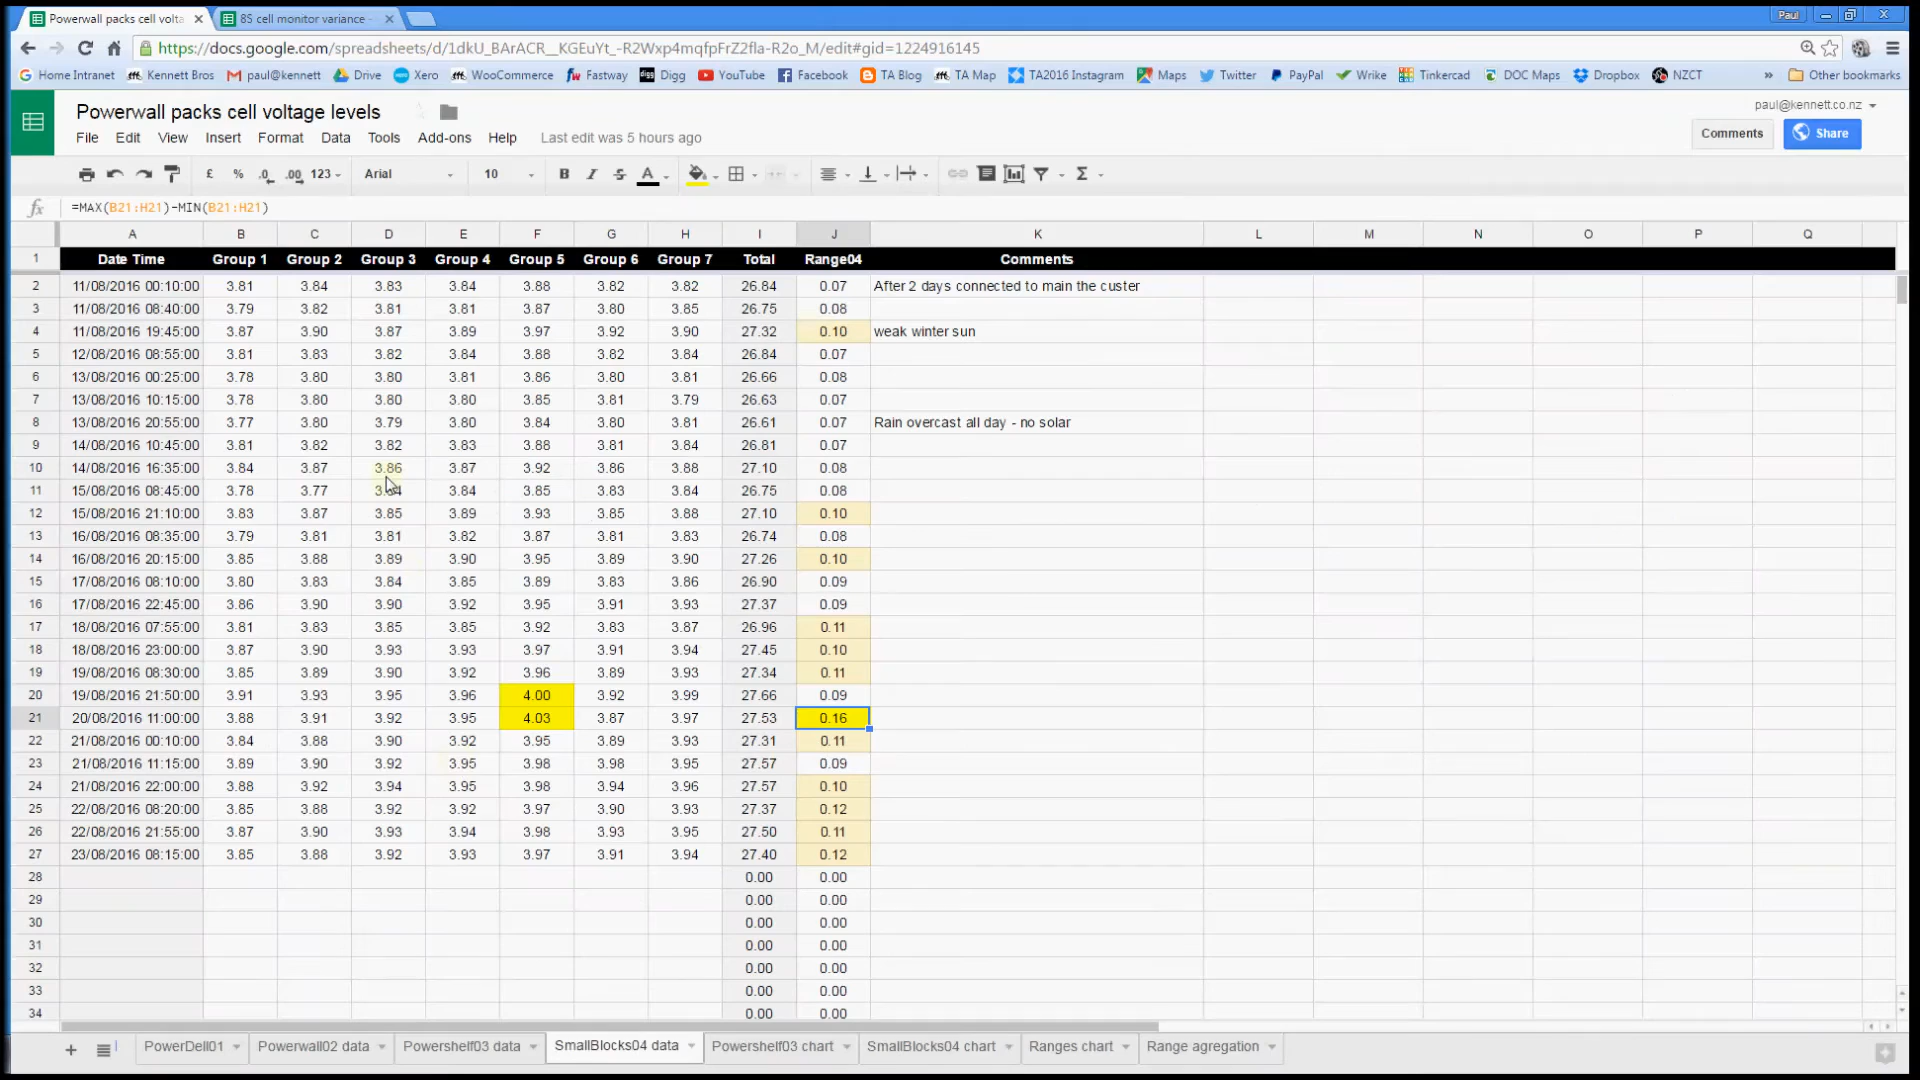 Powerwall packs cell volta
8S cell monitor variance -
Paul
https://docs.google.com/spreadsheets/d/1dkU_BArACR__KGEuYt_-R2Wxp4mqfpFrZ2fla-R2o_M/edit#gid=1224916145
Home Intranet Kennett Bros paul@kennett Drive Xero WooCommerce Fastway Digg YouTube Facebook TA Blog TA Map TA2016 Instagram Maps Twitter PayPal Wrike Tinkercad DOC Maps Dropbox NZCT » Other bookmarks
Powerwall packs cell voltage levels
paul@kennett.co.nz
File Edit View Insert Format Data Tools Add-ons Help Last edit was 5 hours ago
Comments Share
£ % .0 .00 123 Arial 10 B I S A Σ
fx =MAX(B21:H21)-MIN(B21:H21)
A B C D E F G H I J K L M N O P Q
1 Date Time Group 1 Group 2 Group 3 Group 4 Group 5 Group 6 Group 7 Total Range04 Comments
2 11/08/2016 00:10:00 3.81 3.84 3.83 3.84 3.88 3.82 3.82 26.84 0.07 After 2 days connected to main the custer
3 11/08/2016 08:40:00 3.79 3.82 3.81 3.81 3.87 3.80 3.85 26.75 0.08
4 11/08/2016 19:45:00 3.87 3.90 3.87 3.89 3.97 3.92 3.90 27.32 0.10 weak winter sun
5 12/08/2016 08:55:00 3.81 3.83 3.82 3.84 3.88 3.82 3.84 26.84 0.07
6 13/08/2016 00:25:00 3.78 3.80 3.80 3.81 3.86 3.80 3.81 26.66 0.08
7 13/08/2016 10:15:00 3.78 3.80 3.80 3.80 3.85 3.81 3.79 26.63 0.07
8 13/08/2016 20:55:00 3.77 3.80 3.79 3.80 3.84 3.80 3.81 26.61 0.07 Rain overcast all day - no solar
9 14/08/2016 10:45:00 3.81 3.82 3.82 3.83 3.88 3.81 3.84 26.81 0.07
10 14/08/2016 16:35:00 3.84 3.87 3.86 3.87 3.92 3.86 3.88 27.10 0.08
11 15/08/2016 08:45:00 3.78 3.77 3.84 3.85 3.83 3.84 26.75 0.08
12 15/08/2016 21:10:00 3.83 3.87 3.85 3.89 3.93 3.85 3.88 27.10 0.10
13 16/08/2016 08:35:00 3.79 3.81 3.81 3.82 3.87 3.81 3.83 26.74 0.08
14 16/08/2016 20:15:00 3.85 3.88 3.89 3.90 3.95 3.89 3.90 27.26 0.10
15 17/08/2016 08:10:00 3.80 3.83 3.84 3.85 3.89 3.83 3.86 26.90 0.09
16 17/08/2016 22:45:00 3.86 3.90 3.90 3.92 3.95 3.91 3.93 27.37 0.09
17 18/08/2016 07:55:00 3.81 3.83 3.85 3.85 3.92 3.83 3.87 26.96 0.11
18 18/08/2016 23:00:00 3.87 3.90 3.93 3.93 3.97 3.91 3.94 27.45 0.10
19 19/08/2016 08:30:00 3.85 3.89 3.90 3.92 3.96 3.89 3.93 27.34 0.11
20 19/08/2016 21:50:00 3.91 3.93 3.95 3.96 4.00 3.92 3.99 27.66 0.09
21 20/08/2016 11:00:00 3.88 3.91 3.92 3.95 4.03 3.87 3.97 27.53 0.16
22 21/08/2016 00:10:00 3.84 3.88 3.90 3.92 3.95 3.89 3.93 27.31 0.11
23 21/08/2016 11:15:00 3.89 3.90 3.92 3.95 3.98 3.98 3.95 27.57 0.09
24 21/08/2016 22:00:00 3.88 3.92 3.94 3.95 3.98 3.94 3.96 27.57 0.10
25 22/08/2016 08:20:00 3.85 3.88 3.92 3.92 3.97 3.90 3.93 27.37 0.12
26 22/08/2016 21:55:00 3.87 3.90 3.93 3.94 3.98 3.93 3.95 27.50 0.11
27 23/08/2016 08:15:00 3.85 3.88 3.92 3.93 3.97 3.91 3.94 27.40 0.12
28 0.00 0.00
29 0.00 0.00
30 0.00 0.00
31 0.00 0.00
32 0.00 0.00
33 0.00 0.00
34 0.00 0.00
+ PowerDell01 Powerwall02 data Powershelf03 data SmallBlocks04 data Powershelf03 chart SmallBlocks04 chart Ranges chart Range agregation